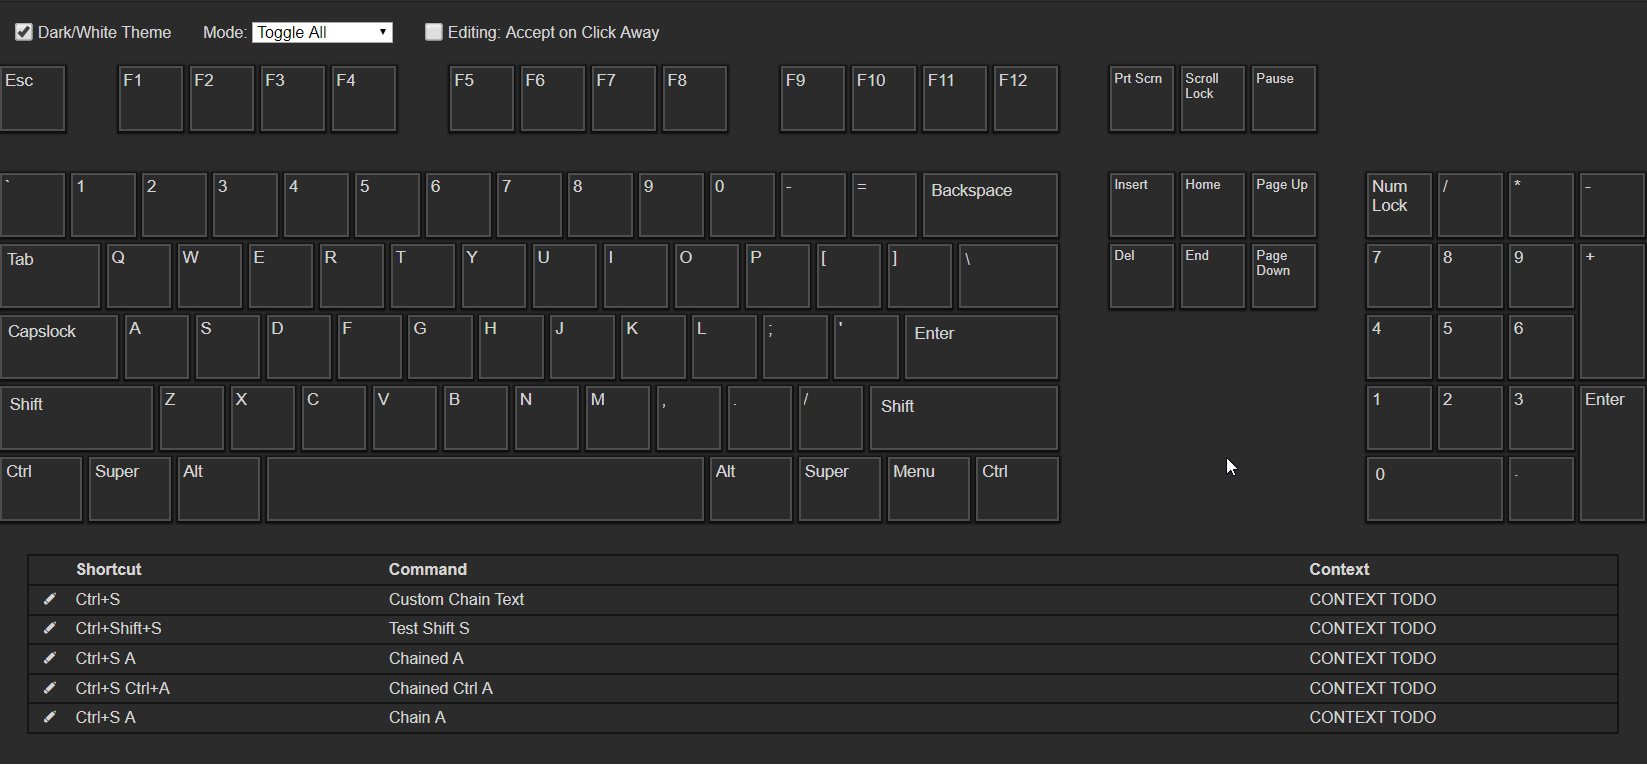 Dark/White Theme Mode: Toggle All Editing: Accept on Click Away
Esc F1 F2 F3 F4 F5 F6 F7 F8 F9 F10 F11 F12 Prt Scrn Scroll Lock Pause
` 1 2 3 4 5 6 7 8 9 0 - = Backspace Insert Home Page Up Num Lock / * -
Tab Q W E R T Y U I O P [ ] \ Del End Page Down 7 8 9 +
Capslock A S D F G H J K L ; ' Enter 4 5 6
Shift Z X C V B N M , . / Shift 1 2 3 Enter
Ctrl Super Alt Alt Super Menu Ctrl 0 .
Shortcut Command Context
Ctrl+S Custom Chain Text CONTEXT TODO
Ctrl+Shift+S Test Shift S CONTEXT TODO
Ctrl+S A Chained A CONTEXT TODO
Ctrl+S Ctrl+A Chained Ctrl A CONTEXT TODO
Ctrl+S A Chain A CONTEXT TODO